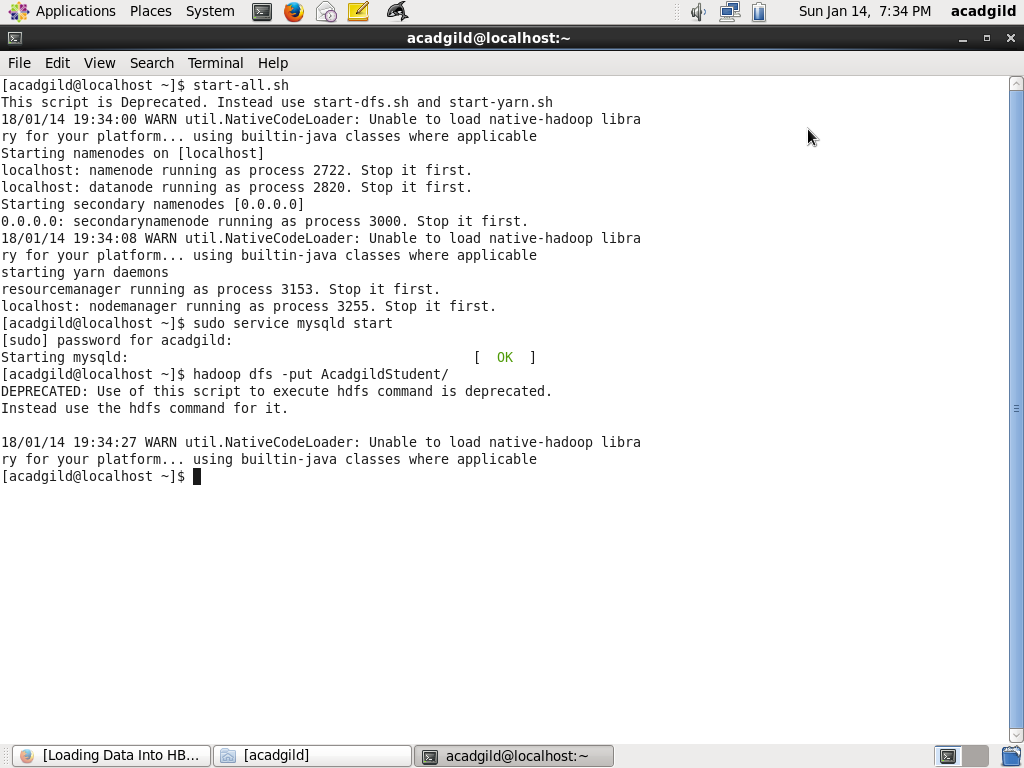 Applications Places System Sun Jan 14, 7:34 PM acadgild
acadgild@localhost:~
File Edit View Search Terminal Help
[acadgild@localhost ~]$ start-all.sh
This script is Deprecated. Instead use start-dfs.sh and start-yarn.sh
18/01/14 19:34:00 WARN util.NativeCodeLoader: Unable to load native-hadoop libra
ry for your platform... using builtin-java classes where applicable
Starting namenodes on [localhost]
localhost: namenode running as process 2722. Stop it first.
localhost: datanode running as process 2820. Stop it first.
Starting secondary namenodes [0.0.0.0]
0.0.0.0: secondarynamenode running as process 3000. Stop it first.
18/01/14 19:34:08 WARN util.NativeCodeLoader: Unable to load native-hadoop libra
ry for your platform... using builtin-java classes where applicable
starting yarn daemons
resourcemanager running as process 3153. Stop it first.
localhost: nodemanager running as process 3255. Stop it first.
[acadgild@localhost ~]$ sudo service mysqld start
[sudo] password for acadgild:
Starting mysqld: [ OK ]
[acadgild@localhost ~]$ hadoop dfs -put AcadgildStudent/
DEPRECATED: Use of this script to execute hdfs command is deprecated.
Instead use the hdfs command for it.
18/01/14 19:34:27 WARN util.NativeCodeLoader: Unable to load native-hadoop libra
ry for your platform... using builtin-java classes where applicable
[acadgild@localhost ~]$
[Loading Data Into HB... [acadgild] acadgild@localhost:~